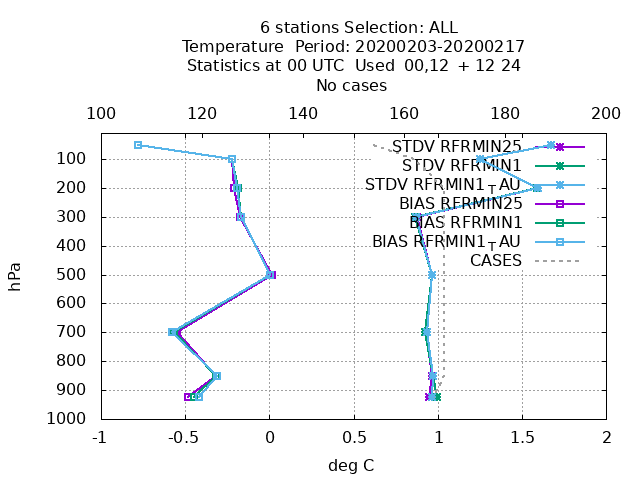 6 stations Selection: ALL
Temperature  Period: 20200203-20200217
Statistics at 00 UTC  Used  00,12  + 12 24
No cases
100 120 140 160 180 200
STDV RFRMIN25
STDV RFRMIN1
STDV RFRMIN1TAU
BIAS RFRMIN25
BIAS RFRMIN1
BIAS RFRMIN1TAU
CASES
100
200
300
400
500
600
700
800
900
1000
hPa
-1 -0.5 0 0.5 1 1.5 2
deg C